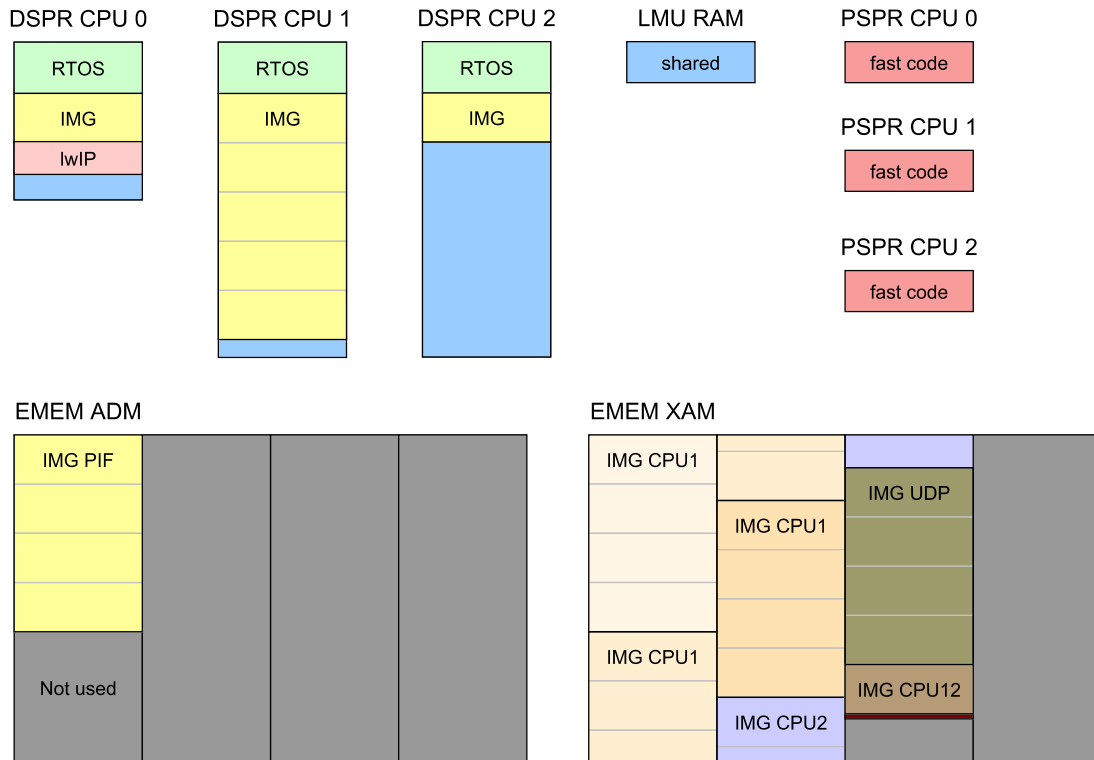 DSPR CPU 0
DSPR CPU 1
DSPR CPU 2
LMU RAM
PSPR CPU 0
RTOS
RTOS
RTOS
shared
fast code
IMG
IMG
IMG
lwIP
PSPR CPU 1
fast code
PSPR CPU 2
fast code
EMEM ADM
EMEM XAM
IMG PIF
IMG CPU1
IMG UDP
IMG CPU1
IMG CPU1
Not used
IMG CPU12
IMG CPU2